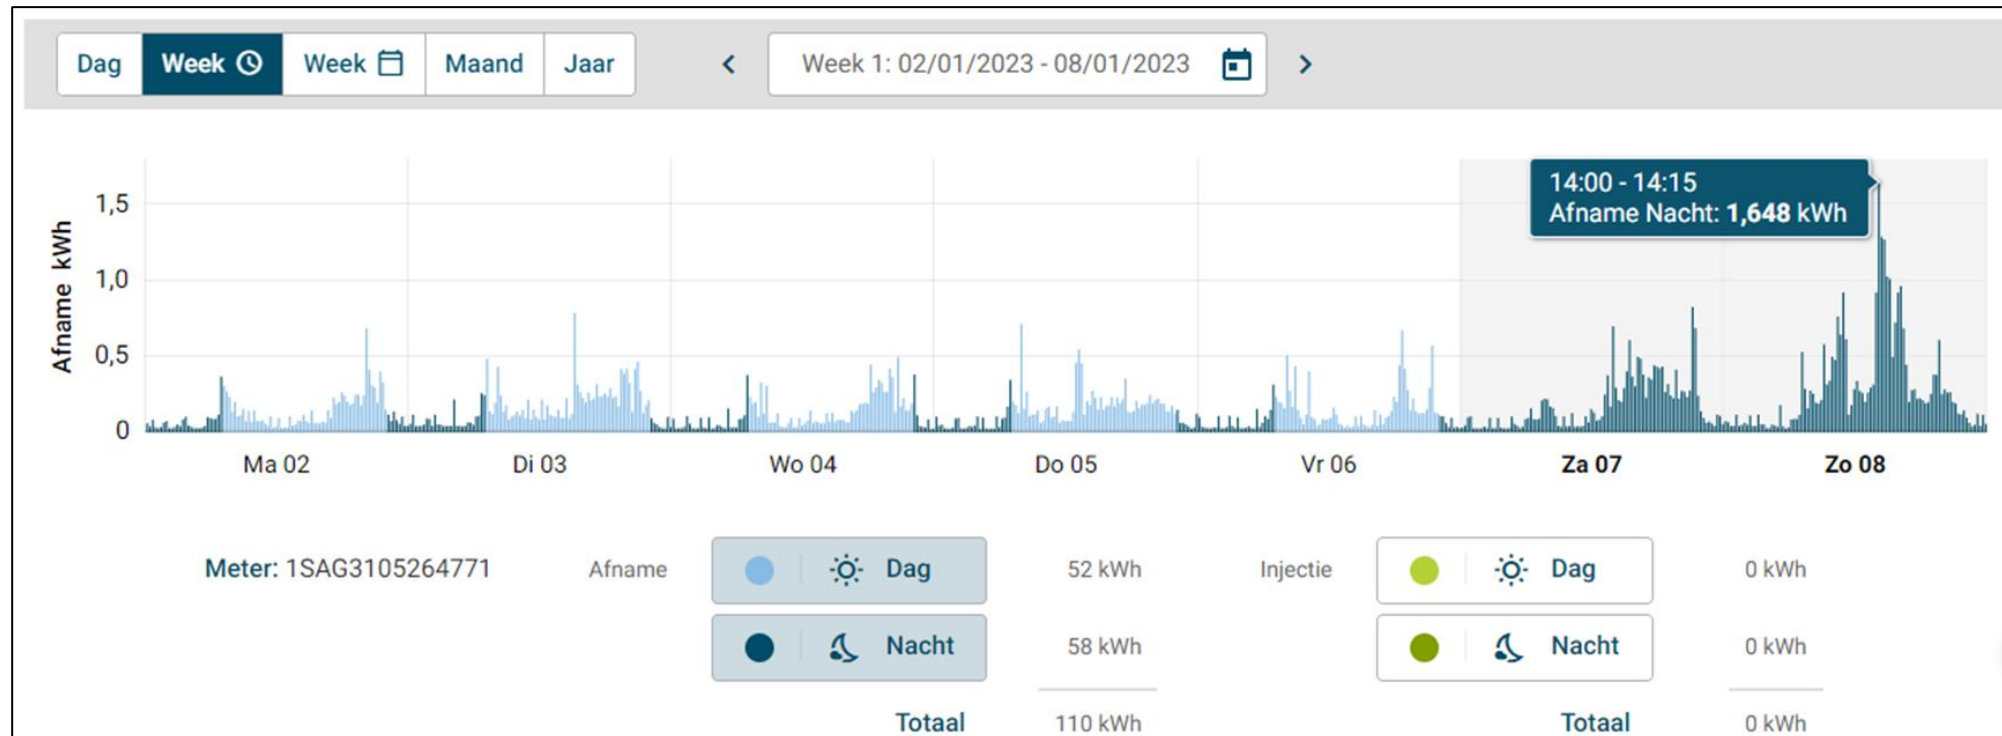 Dag Week Week Maand Jaar Week 1: 02/01/2023 - 08/01/2023
Afname kWh
1,5
1,0
0,5
0
14:00 - 14:15
Afname Nacht: 1,648 kWh
Ma 02 Di 03 Wo 04 Do 05 Vr 06 Za 07 Zo 08
Meter: 1SAG3105264771 Afname Dag 52 kWh Injectie Dag 0 kWh
Nacht 58 kWh Nacht 0 kWh
Totaal 110 kWh Totaal 0 kWh